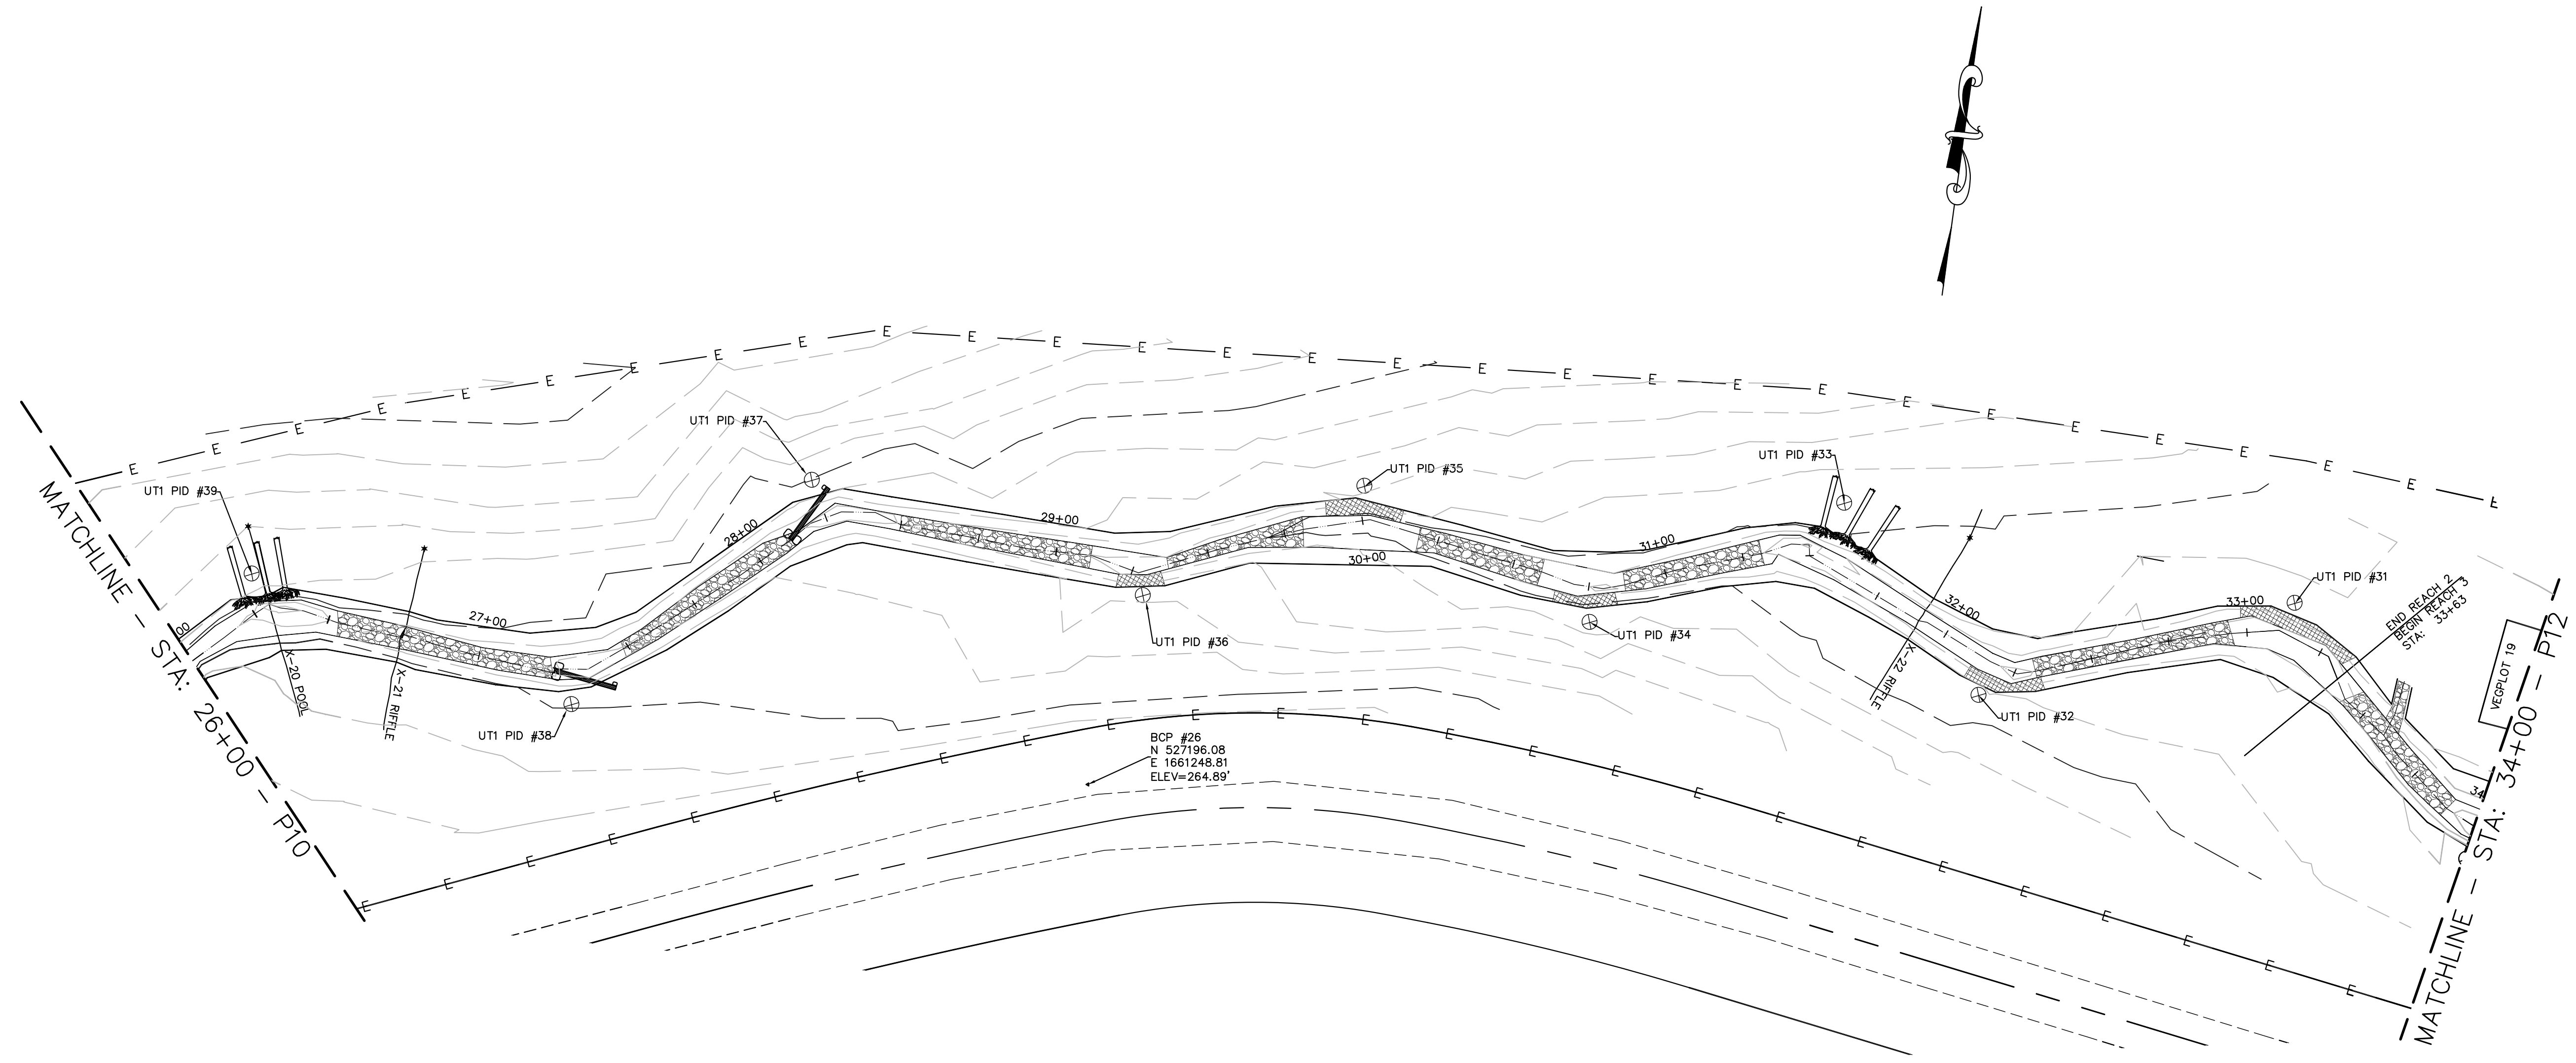 UT1 PID #37
UT1 PID #35
UT1 PID #33
UT1 PID #39
MATCHLINE - STA: 26+00 - P10
00
27+00
28+00
29+00
30+00
31+00
32+00
33+00
34
X-20 POOL
X-21 RIFFLE
X-22 RIFFLE
UT1 PID #38
UT1 PID #36
UT1 PID #34
UT1 PID #32
UT1 PID #31
END REACH 2
BEGIN REACH 3
STA: 33+63
VEGPLOT 19
BCP #26
N 527196.08
E 1661248.81
ELEV=264.89'
MATCHLINE - STA: 34+00 - P12
E E E E E E E E E E E E E E E E E E E E E E E E E E E E E
E E E E E E E E E E E E E E E E E E E E E E E E E